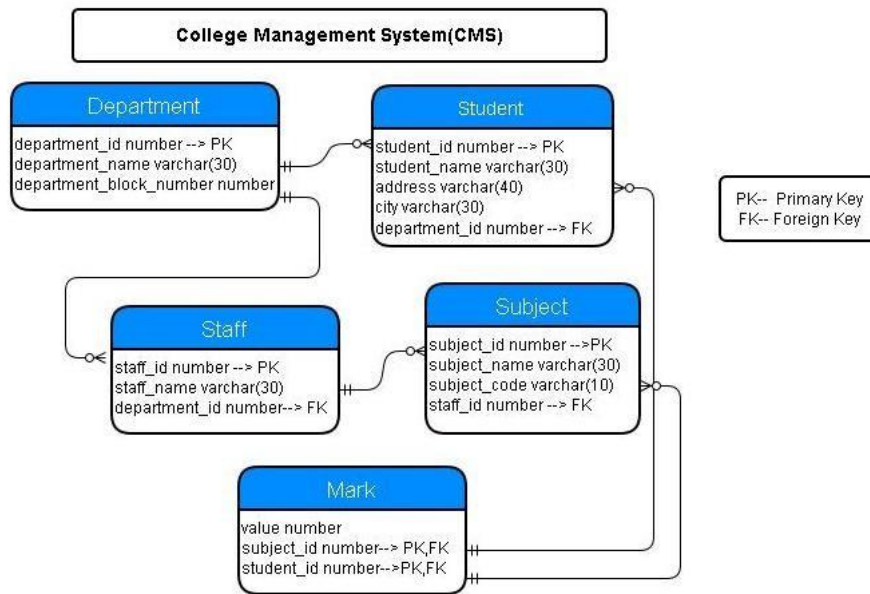 College Management System(CMS)
Department
department_id number --> PK
department_name varchar(30)
department_block_number number
Student
student_id number --> PK
student_name varchar(30)
address varchar(40)
city varchar(30)
department_id number --> FK
PK-- Primary Key
FK-- Foreign Key
Staff
staff_id number --> PK
staff_name varchar(30)
department_id number--> FK
Subject
subject_id number -->PK
subject_name varchar(30)
subject_code varchar(10)
staff_id number --> FK
Mark
value number
subject_id number--> PK,FK
student_id number-->PK,FK